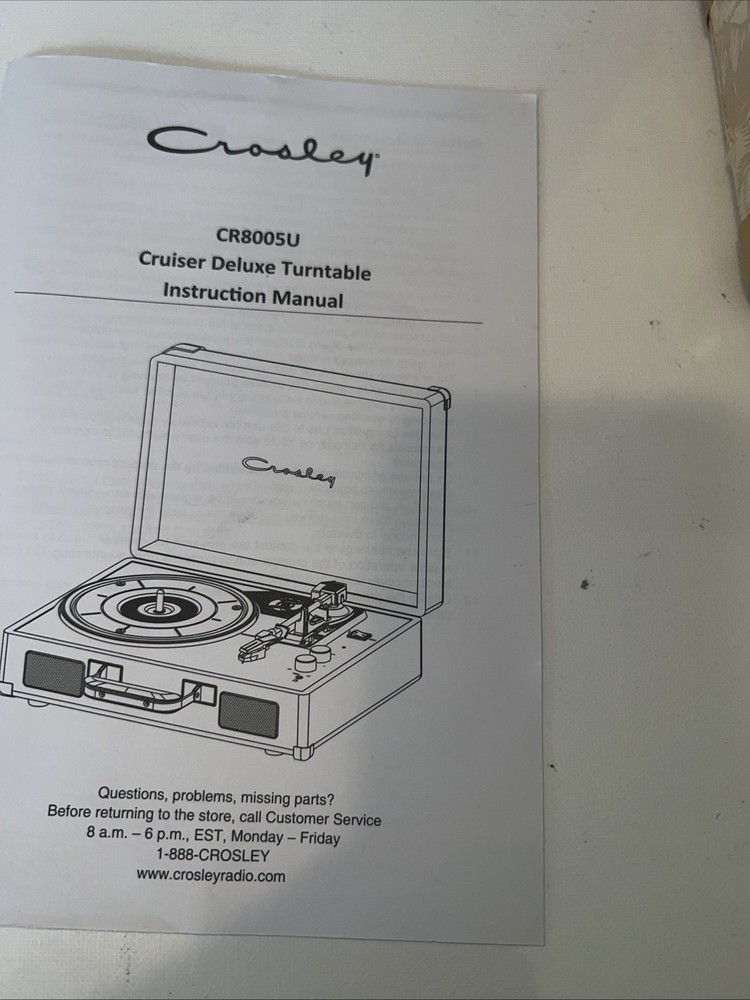 Crosley
CR8005U
Cruiser Deluxe Turntable
Instruction Manual
Crosley
Questions, problems, missing parts?
Before returning to the store, call Customer Service
8 a.m. – 6 p.m., EST, Monday – Friday
1-888-CROSLEY
www.crosleyradio.com